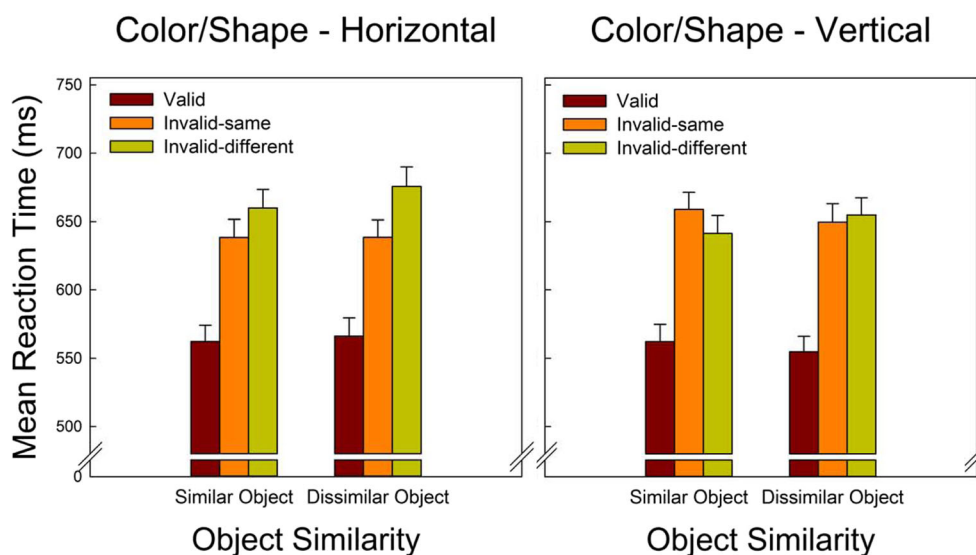 Color/Shape - Horizontal
Color/Shape - Vertical
Mean Reaction Time (ms)
750
700
650
600
550
500
0
Valid
Invalid-same
Invalid-different
Valid
Invalid-same
Invalid-different
Similar Object Dissimilar Object
Similar Object Dissimilar Object
Object Similarity
Object Similarity